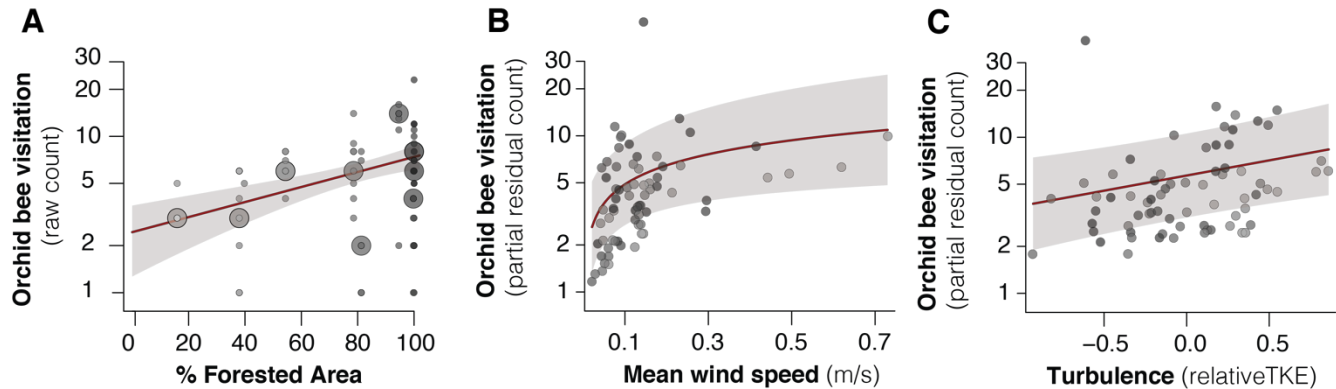 A
Orchid bee visitation
(raw count)
30
20
10
5
2
1
0
20
40
60
80
100
% Forested Area
B
Orchid bee visitation
(partial residual count)
30
20
10
5
2
1
0.1
0.3
0.5
0.7
Mean wind speed (m/s)
C
Orchid bee visitation
(partial residual count)
30
20
10
5
2
1
−0.5
0.0
0.5
Turbulence (relativeTKE)